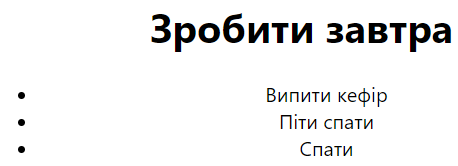 Зробити завтра
Випити кефір
Піти спати
Спати